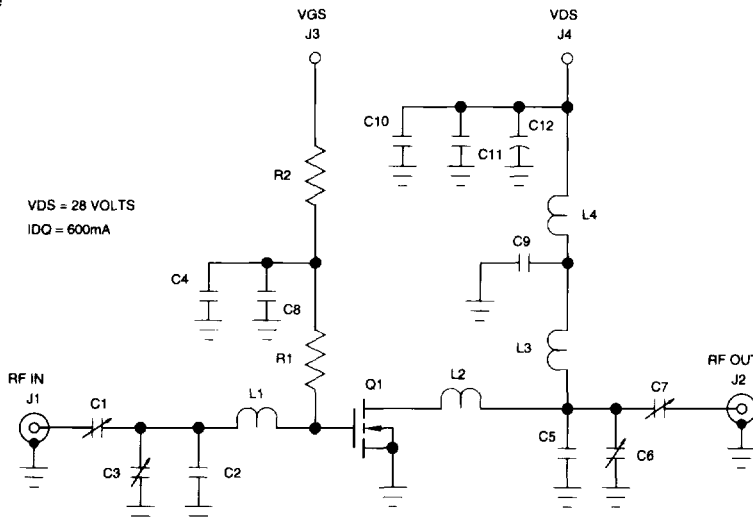 VGS
J3
VDS
J4
C10
C12
C11
R2
L4
VDS = 28 VOLTS
IDQ = 600mA
C9
C4
C8
R1
L3
RF IN
J1
C1
L1
Q1
L2
C7
RF OUT
J2
C3
C2
C5
C6